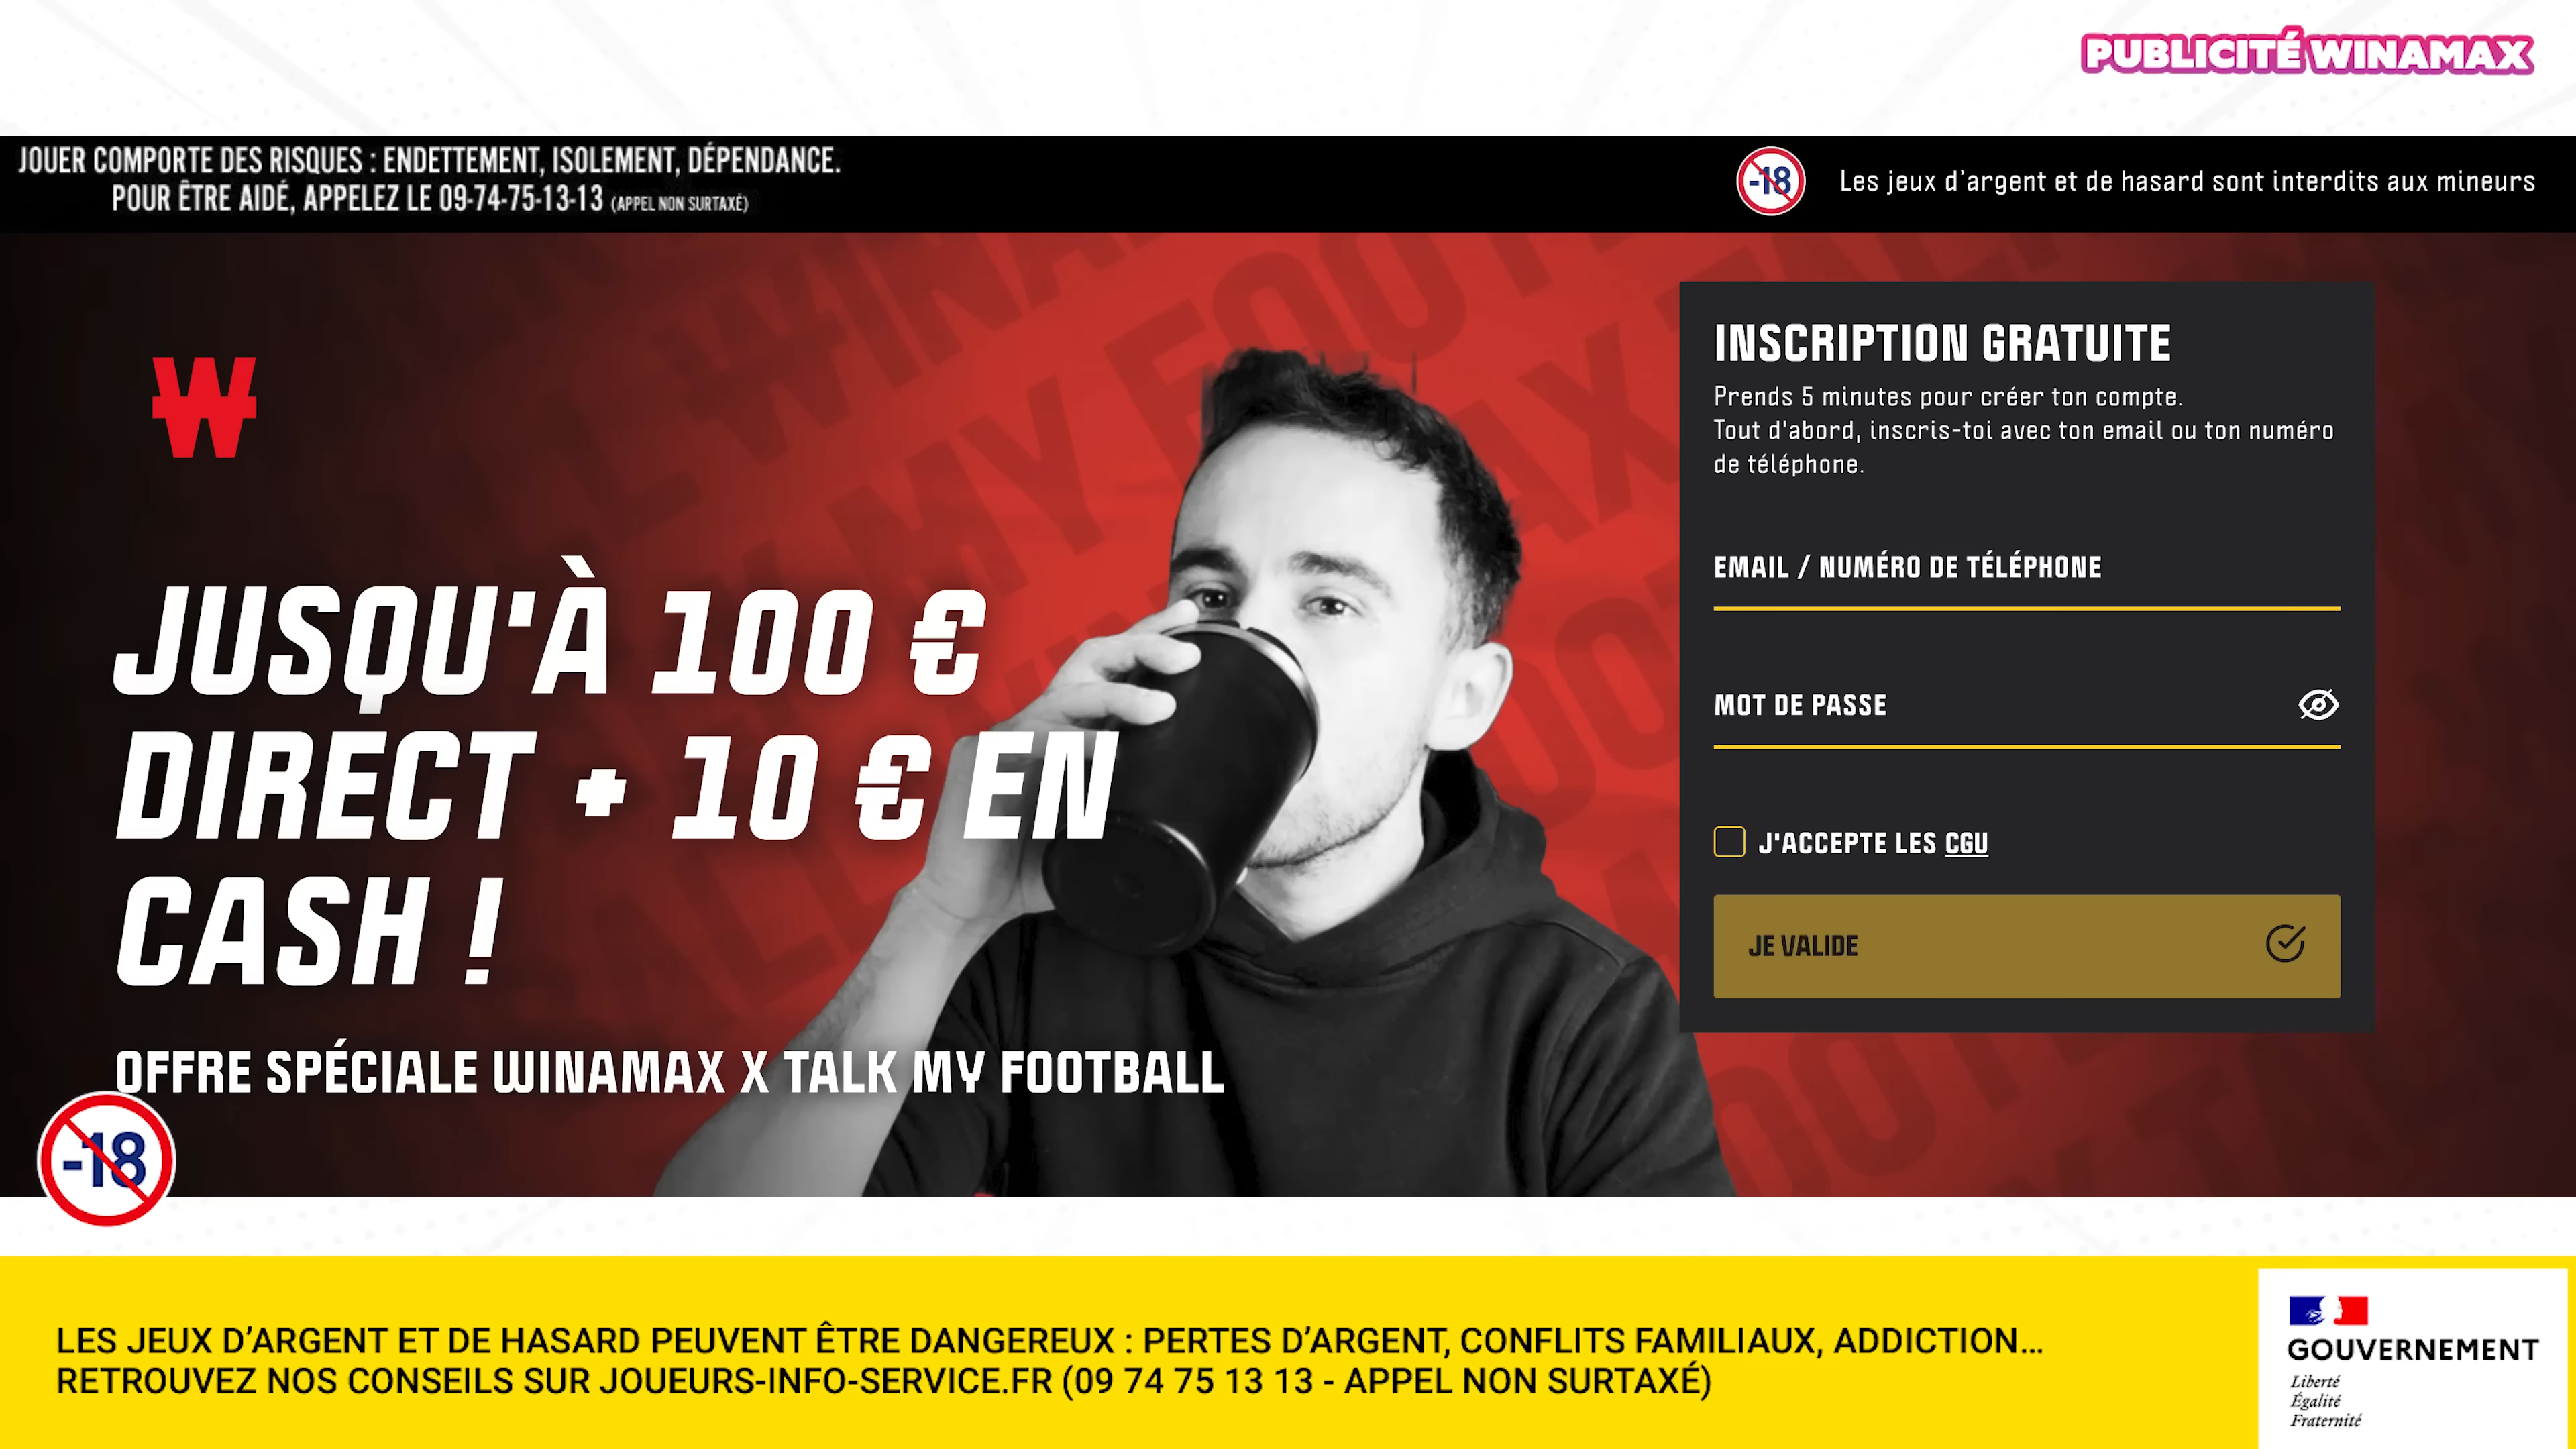 PUBLICITÉ WINAMAX
JOUER COMPORTE DES RISQUES : ENDETTEMENT, ISOLEMENT, DÉPENDANCE.
POUR ÊTRE AIDÉ, APPELEZ LE 09-74-75-13-13 (APPEL NON SURTAXÉ)
-18
Les jeux d'argent et de hasard sont interdits aux mineurs
W
JUSQU'À 100 €
DIRECT + 10 € EN
CASH !
OFFRE SPÉCIALE WINAMAX X TALK MY FOOTBALL
-18
INSCRIPTION GRATUITE
Prends 5 minutes pour créer ton compte.
Tout d'abord, inscris-toi avec ton email ou ton numéro
de téléphone.
EMAIL / NUMÉRO DE TÉLÉPHONE
MOT DE PASSE
J'ACCEPTE LES CGU
JE VALIDE
LES JEUX D'ARGENT ET DE HASARD PEUVENT ÊTRE DANGEREUX : PERTES D'ARGENT, CONFLITS FAMILIAUX, ADDICTION...
RETROUVEZ NOS CONSEILS SUR JOUEURS-INFO-SERVICE.FR (09 74 75 13 13 - APPEL NON SURTAXÉ)
GOUVERNEMENT
Liberté
Égalité
Fraternité